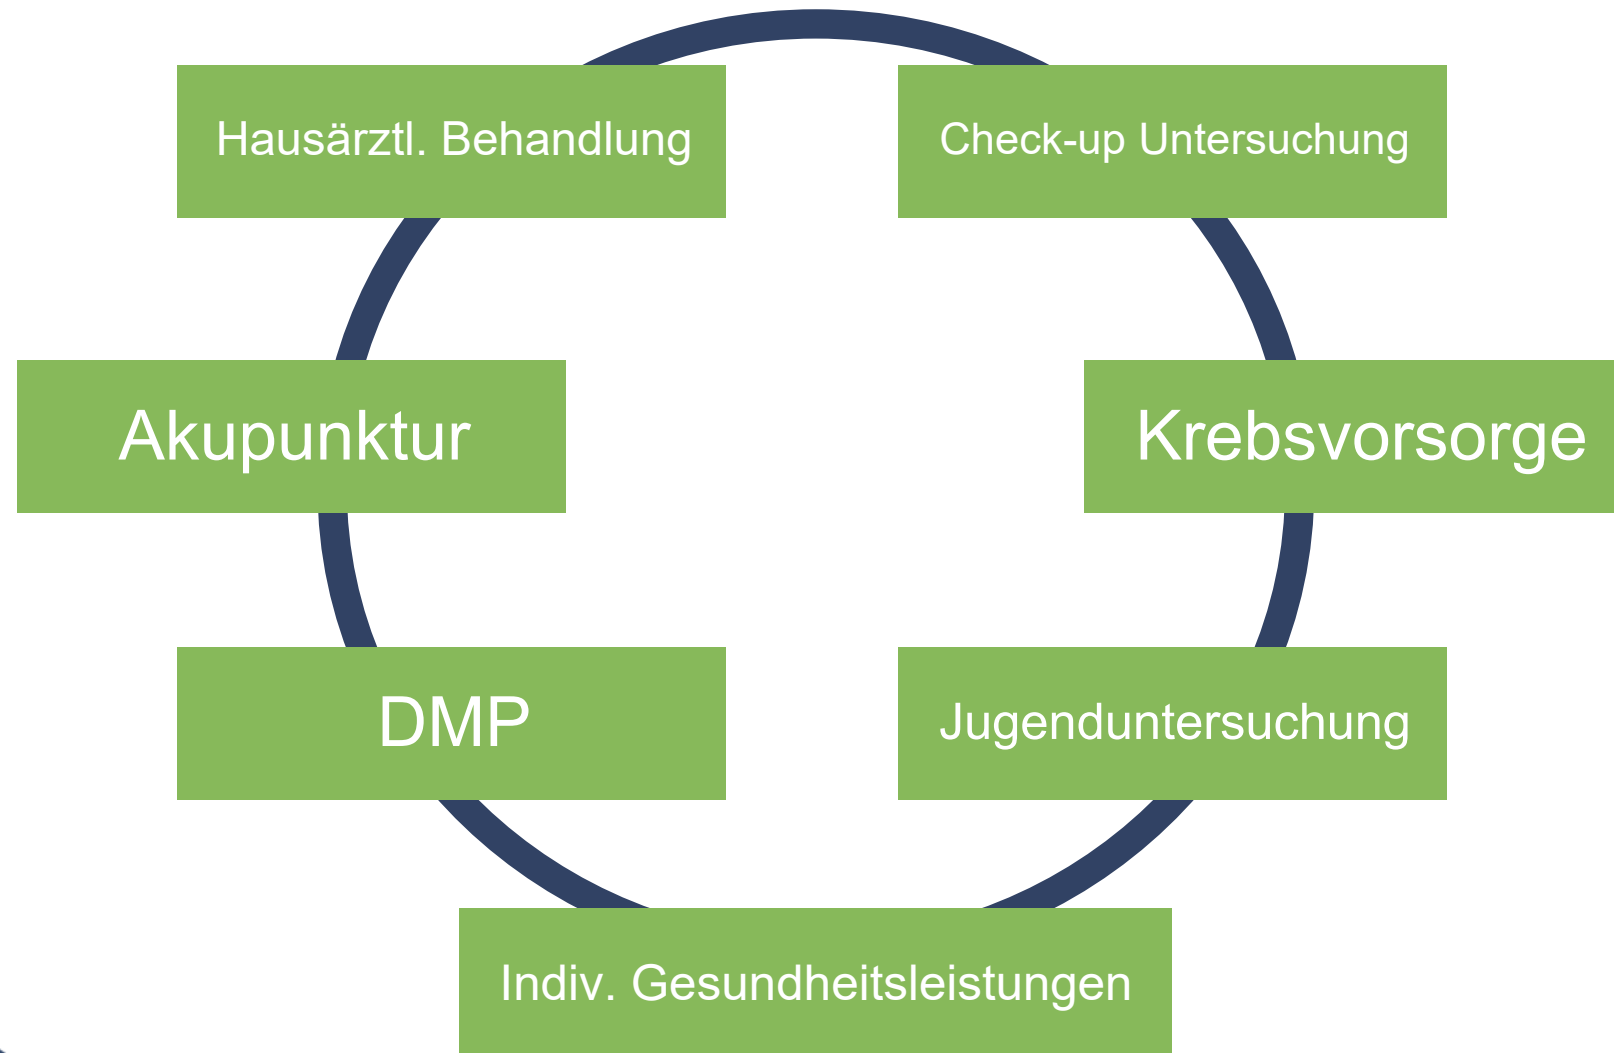 Hausärztl. Behandlung
Check-up Untersuchung
Akupunktur
Krebsvorsorge
DMP
Jugenduntersuchung
Indiv. Gesundheitsleistungen